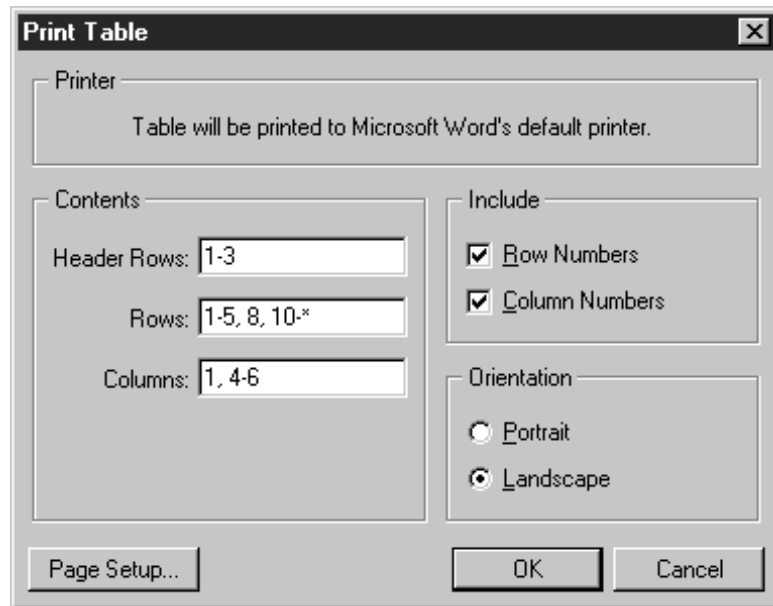 Print Table
Printer
Table will be printed to Microsoft Word's default printer.
Contents
Header Rows: 1-3
Rows: 1-5, 8, 10-*
Columns: 1, 4-6
Include
Row Numbers
Column Numbers
Orientation
Portrait
Landscape
Page Setup...
OK
Cancel